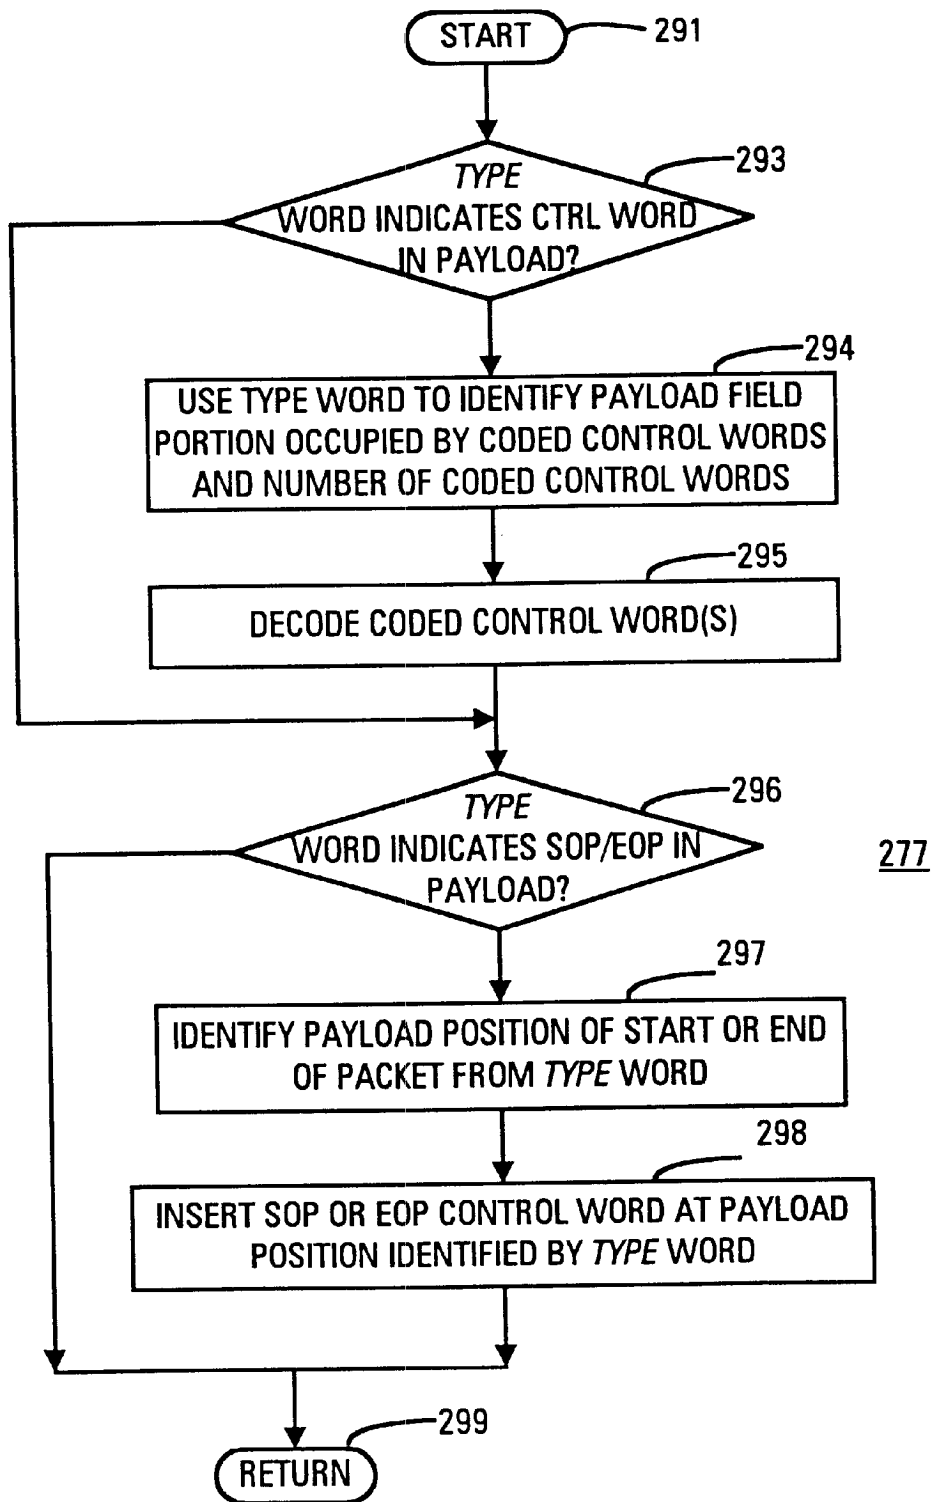 START
291
TYPE
WORD INDICATES CTRL WORD
IN PAYLOAD?
293
294
USE TYPE WORD TO IDENTIFY PAYLOAD FIELD
PORTION OCCUPIED BY CODED CONTROL WORDS
AND NUMBER OF CODED CONTROL WORDS
295
DECODE CODED CONTROL WORD(S)
296
TYPE
WORD INDICATES SOP/EOP IN
PAYLOAD?
277
297
IDENTIFY PAYLOAD POSITION OF START OR END
OF PACKET FROM TYPE WORD
298
INSERT SOP OR EOP CONTROL WORD AT PAYLOAD
POSITION IDENTIFIED BY TYPE WORD
299
RETURN